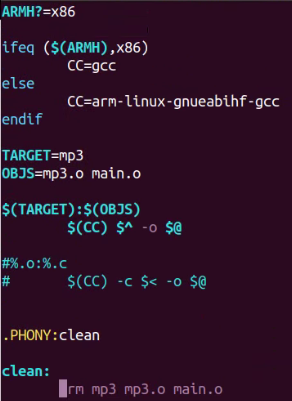 ARMH?=x86
ifeq ($(ARMH),x86)
CC=gcc
else
CC=arm-linux-gnueabihf-gcc
endif
TARGET=mp3
OBJS=mp3.o main.o
$(TARGET):$(OBJS)
$(CC) $^ -o $@
#%.o:%.c
# $(CC) -c $< -o $@
.PHONY:clean
clean:
rm mp3 mp3.o main.o